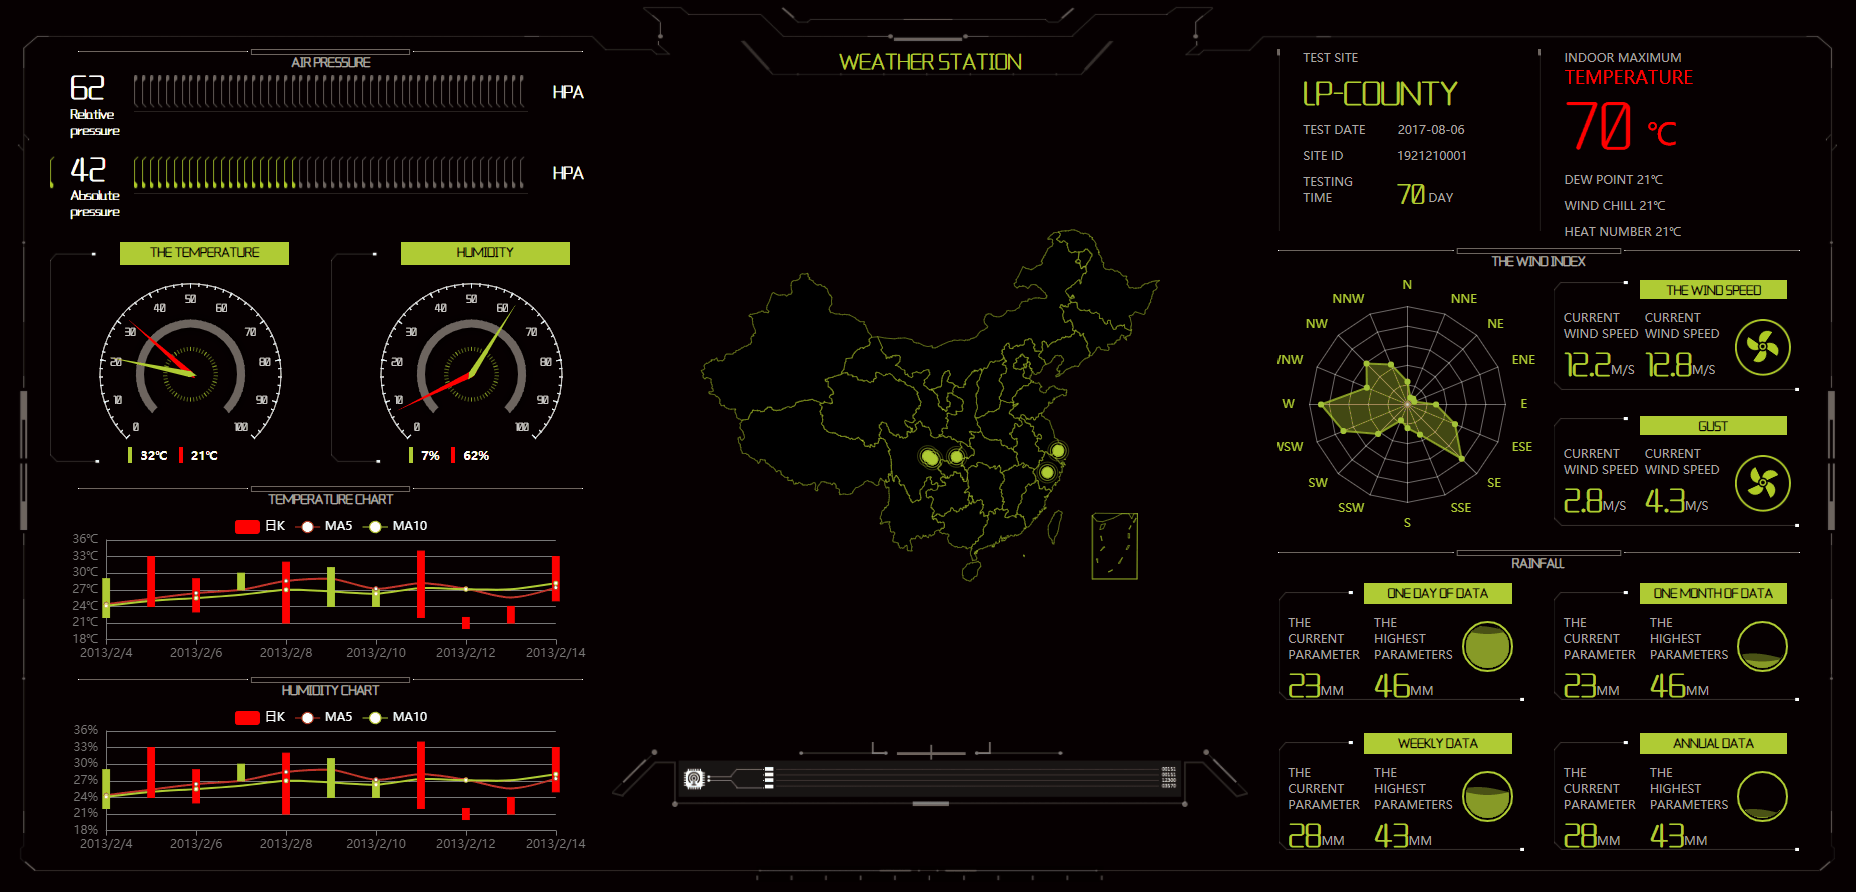 WEATHER STATION
AIR PRESSURE
62
Relative
pressure
HPA
42
Absolute
pressure
HPA
THE TEMPERATURE
0
10
20
30
40
50
60
70
80
90
100
32℃
21℃
HUMIDITY
0
10
20
30
40
50
60
70
80
90
100
7%
62%
TEMPERATURE CHART
日K MA5 MA10
36℃
33℃
30℃
27℃
24℃
21℃
18℃
2013/2/4 2013/2/6 2013/2/8 2013/2/10 2013/2/12 2013/2/14
HUMIDITY CHART
日K MA5 MA10
36%
33%
30%
27%
24%
21%
18%
2013/2/4 2013/2/6 2013/2/8 2013/2/10 2013/2/12 2013/2/14
TEST SITE
LP-COUNTY
TEST DATE 2017-08-06
SITE ID 1921210001
TESTING
TIME
70 DAY
INDOOR MAXIMUM
TEMPERATURE
70 ℃
DEW POINT 21℃
WIND CHILL 21℃
HEAT NUMBER 21℃
THE WIND INDEX
N
NNE
NE
ENE
E
ESE
SE
SSE
S
SSW
SW
WSW
W
WNW
NW
NNW
THE WIND SPEED
CURRENT
WIND SPEED
12.2M/S
CURRENT
WIND SPEED
12.8M/S
GUST
CURRENT
WIND SPEED
2.8M/S
CURRENT
WIND SPEED
4.3M/S
RAINFALL
ONE DAY OF DATA
THE
CURRENT
PARAMETER
23MM
THE
HIGHEST
PARAMETERS
46MM
ONE MONTH OF DATA
THE
CURRENT
PARAMETER
23MM
THE
HIGHEST
PARAMETERS
46MM
WEEKLY DATA
THE
CURRENT
PARAMETER
28MM
THE
HIGHEST
PARAMETERS
43MM
ANNUAL DATA
THE
CURRENT
PARAMETER
28MM
THE
HIGHEST
PARAMETERS
43MM